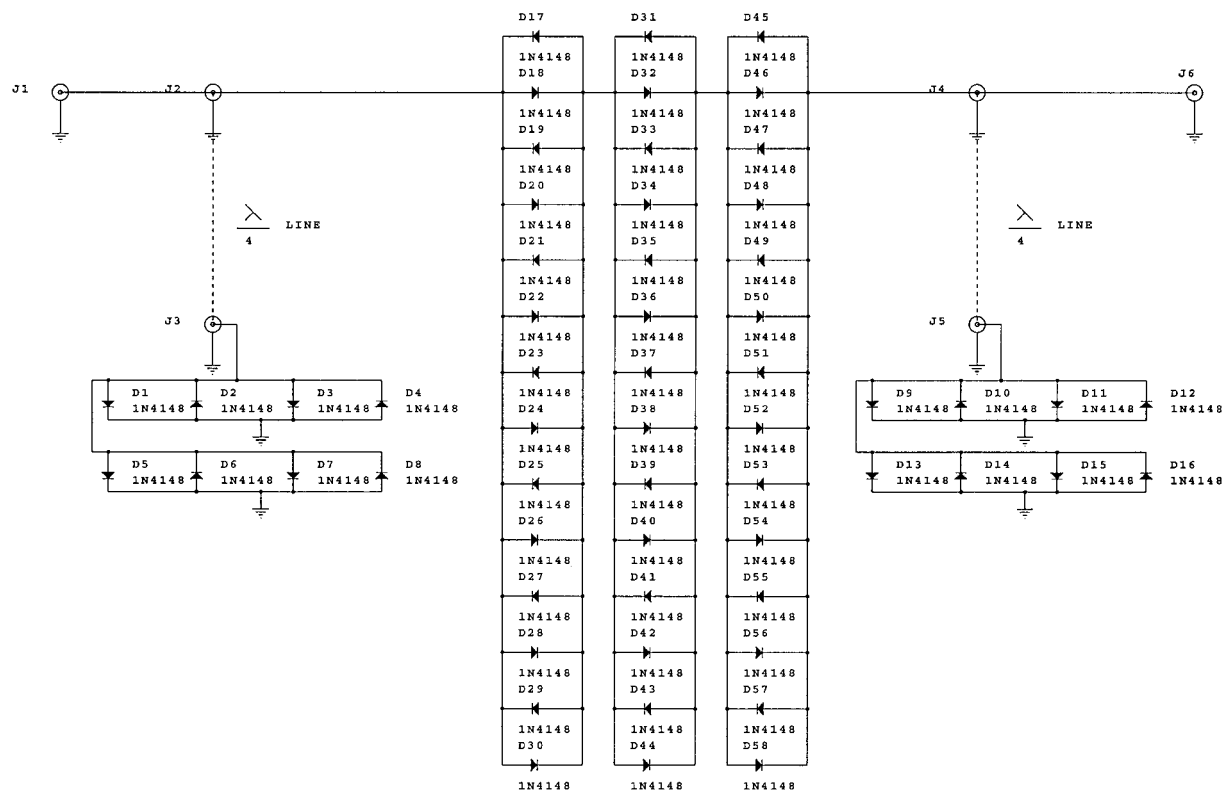 D17 D31 D45
1N4148 1N4148 1N4148
D18 D32 D46
J1 J2 J4 J6
1N4148 1N4148 1N4148
D19 D33 D47
1N4148 1N4148 1N4148
D20 D34 D48
λ/4 LINE λ/4 LINE
1N4148 1N4148 1N4148
D21 D35 D49
1N4148 1N4148 1N4148
D22 D36 D50
J3 J5
1N4148 1N4148 1N4148
D23 D37 D51
1N4148 1N4148 1N4148
D24 D38 D52
D1 D2 D3 D4
1N4148 1N4148 1N4148 1N4148
D9 D10 D11 D12
1N4148 1N4148 1N4148 1N4148
1N4148 1N4148 1N4148
D25 D39 D53
D5 D6 D7 D8
1N4148 1N4148 1N4148 1N4148
D13 D14 D15 D16
1N4148 1N4148 1N4148 1N4148
1N4148 1N4148 1N4148
D26 D40 D54
1N4148 1N4148 1N4148
D27 D41 D55
1N4148 1N4148 1N4148
D28 D42 D56
1N4148 1N4148 1N4148
D29 D43 D57
1N4148 1N4148 1N4148
D30 D44 D58
1N4148 1N4148 1N4148